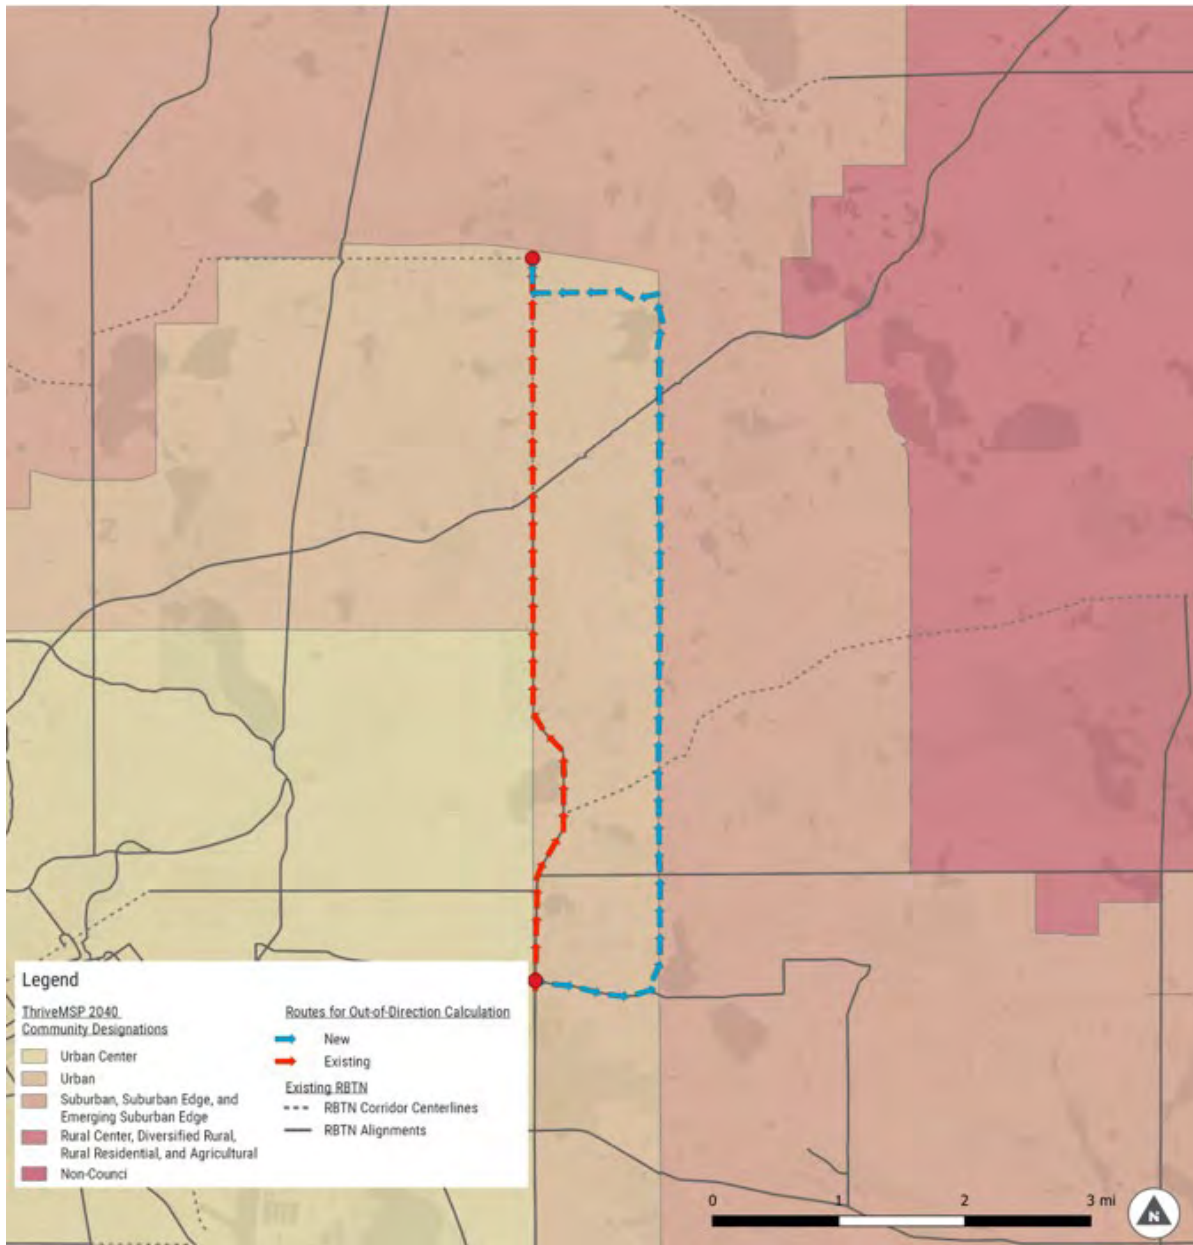 Legend
ThriveMSP 2040
Community Designations
Urban Center
Urban
Suburban, Suburban Edge, and
Emerging Suburban Edge
Rural Center, Diversified Rural,
Rural Residential, and Agricultural
Non-Counci
Routes for Out-of-Direction Calculation
New
Existing
Existing RBTN
RBTN Corridor Centerlines
RBTN Alignments
0 1 2 3 mi
N